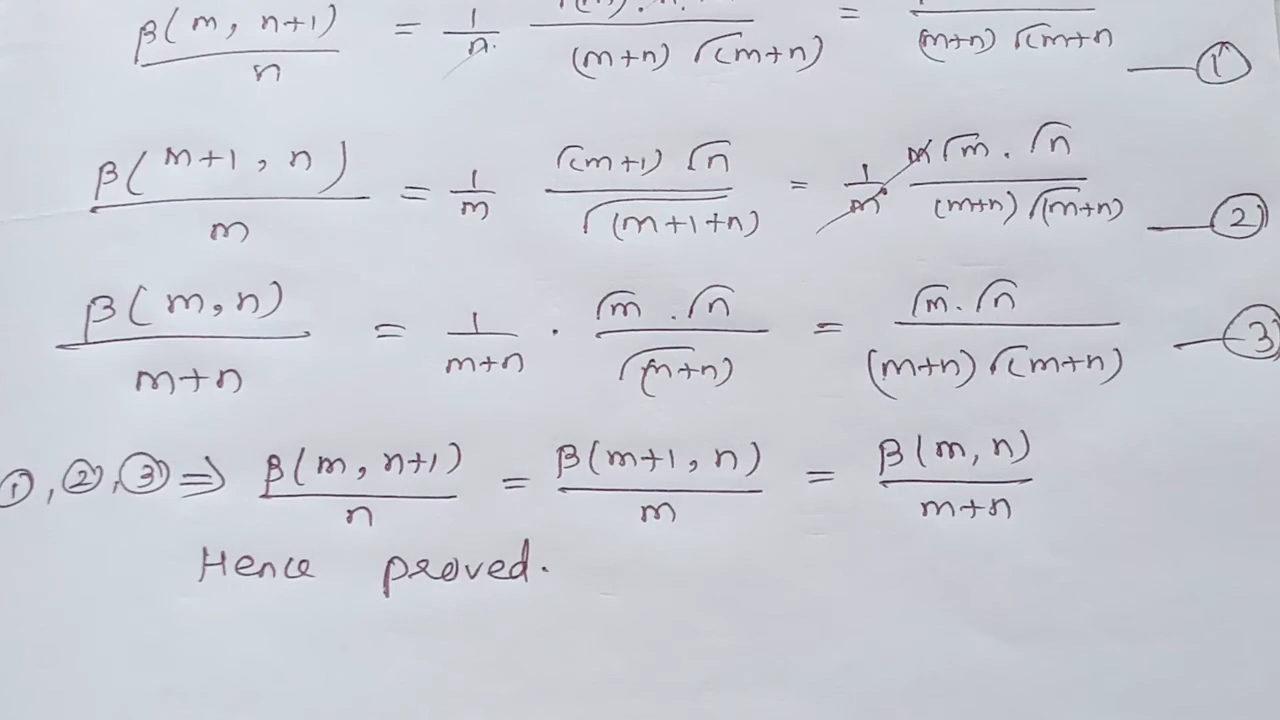 β(m, n+1)/n = 1/n · n / (m+n) Γ(m+n) = / (m+n) Γ(m+n — ①
β(m+1, n)/m = 1/m Γ(m+1) Γn / Γ(m+1+n) = 1/m mΓm . Γn / (m+n) Γ(m+n) — ②
β(m,n)/m+n = 1/m+n . Γm . Γn / Γ(m+n) = Γm . Γn / (m+n) Γ(m+n) — ③
①, ②, ③ ⇒ β(m, n+1)/n = β(m+1, n)/m = β(m, n)/m+n
Hence proved.